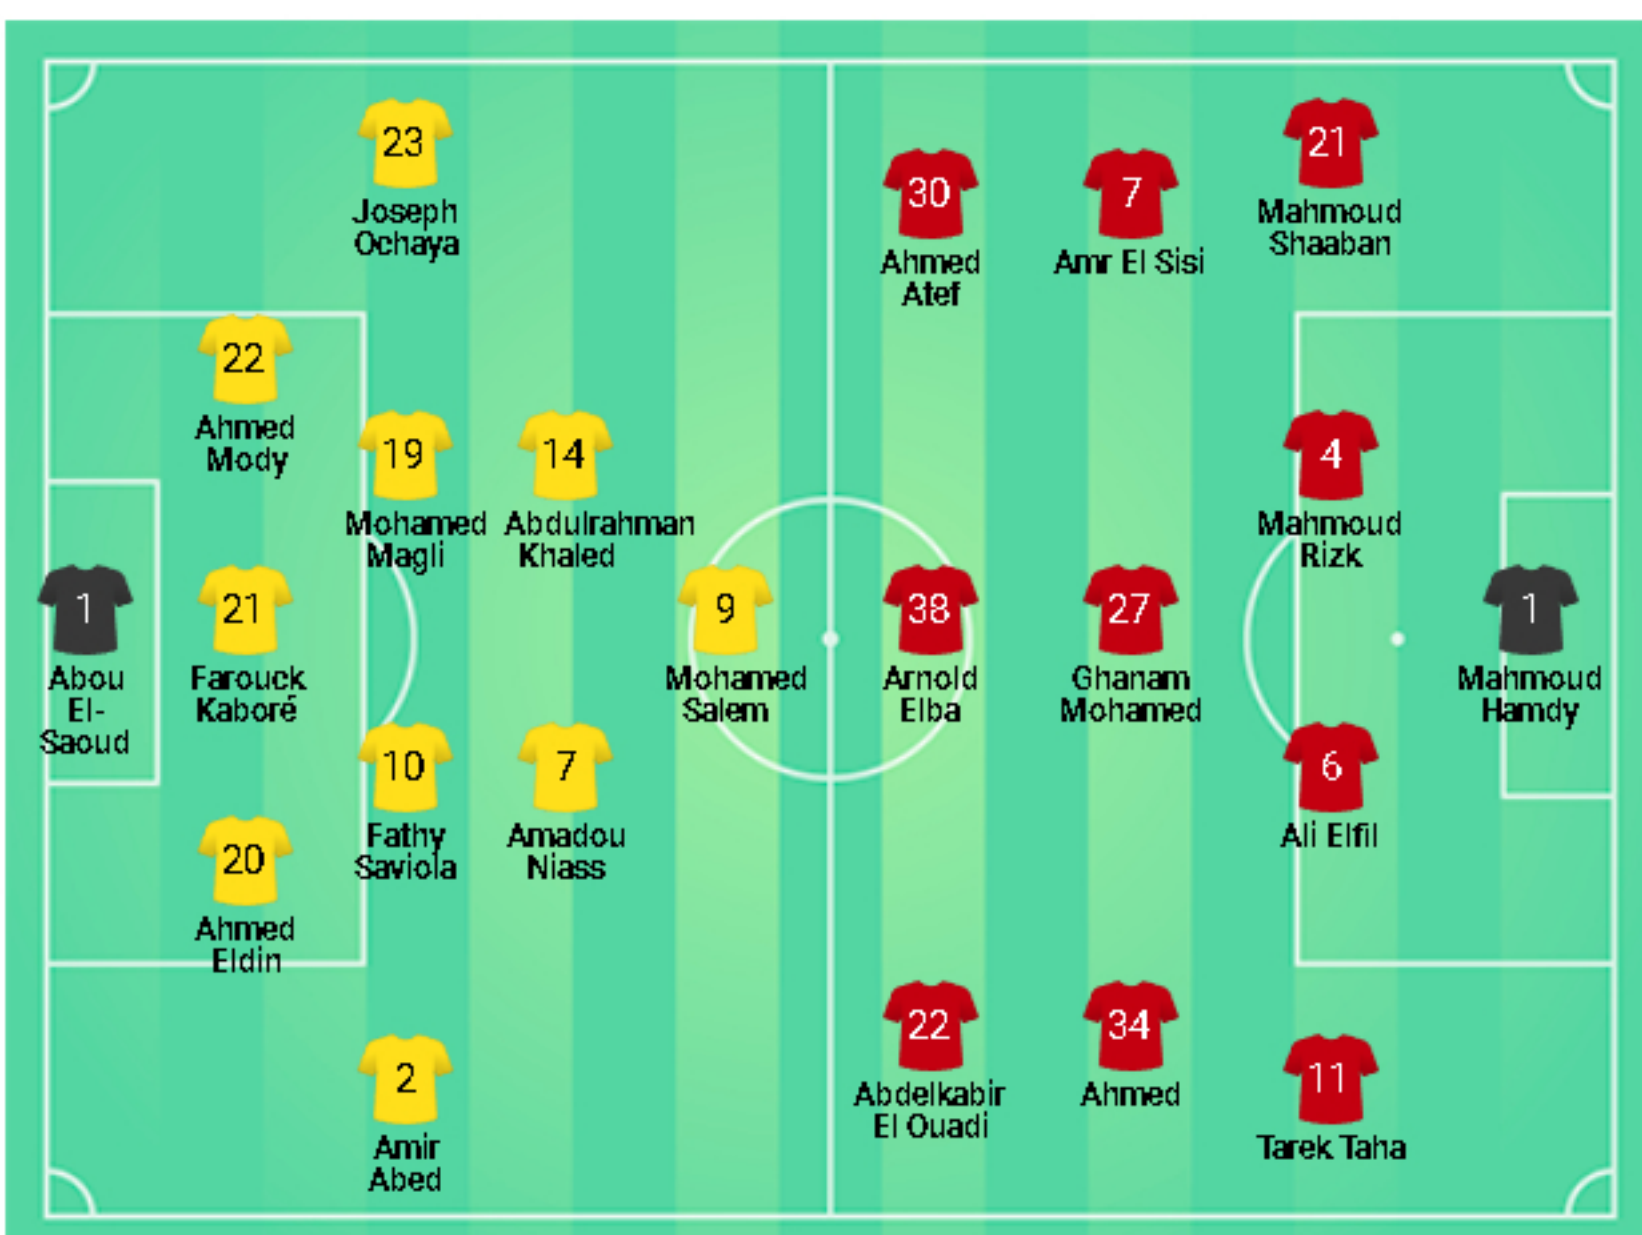 23
Joseph
Ochaya
21
Mahmoud
Shaaban
30
Ahmed
Atef
7
Amr El Sisi
22
Ahmed
Mody
19
Mohamed
Magli
14
Abdulrahman
Khaled
4
Mahmoud
Rizk
1
Abou
El-
Saoud
21
Farouck
Kaboré
9
Mohamed
Salem
38
Arnold
Elba
27
Ghanam
Mohamed
1
Mahmoud
Hamdy
10
Fathy
Saviola
7
Amadou
Niass
6
Ali Elfil
20
Ahmed
Eldin
22
Abdelkabir
El Ouadi
34
Ahmed
2
Amir
Abed
11
Tarek Taha